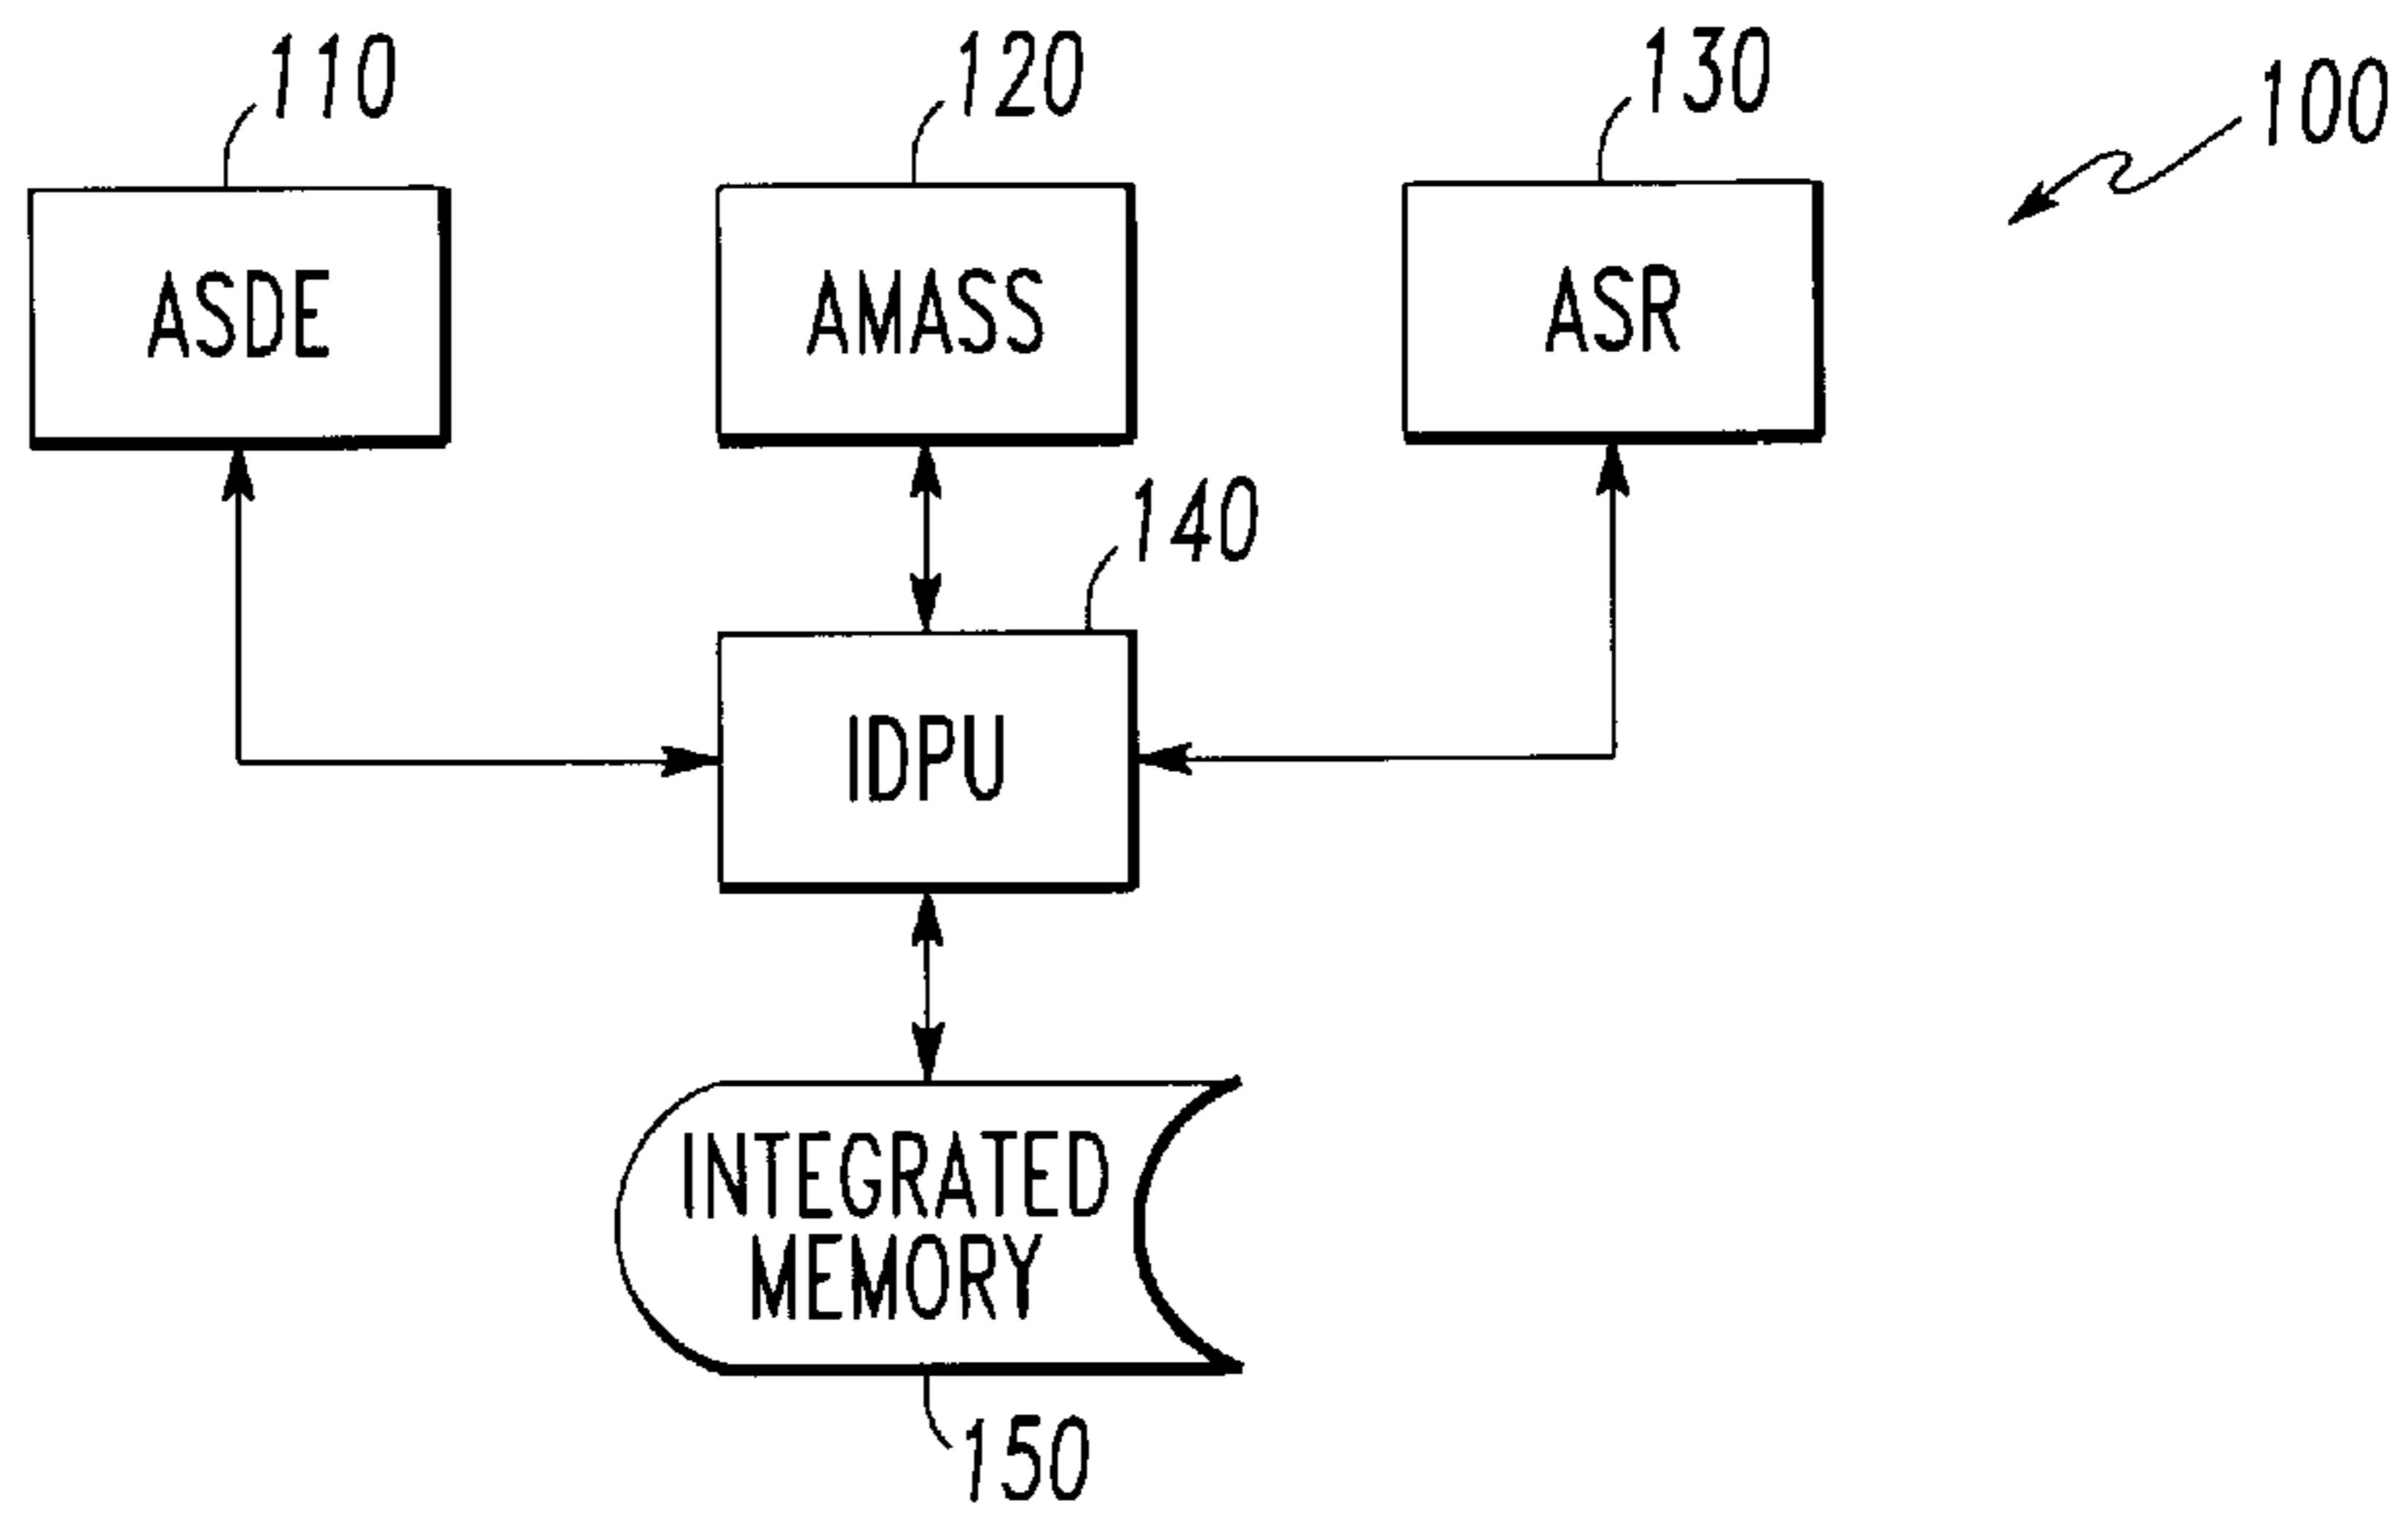 110
120
130
100
ASDE
AMASS
ASR
140
IDPU
INTEGRATED
MEMORY
150